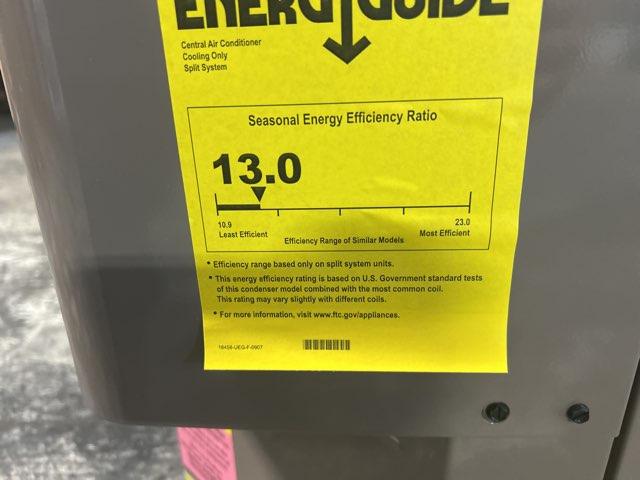 ENERGY GUIDE
Central Air Conditioner
Cooling Only
Split System
Seasonal Energy Efficiency Ratio
13.0
10.9 23.0
Least Efficient Most Efficient
Efficiency Range of Similar Models
* Efficiency range based only on split system units.
* This energy efficiency rating is based on U.S. Government standard tests
of this condenser model combined with the most common coil.
This rating may vary slightly with different coils.
* For more information, visit www.ftc.gov/appliances.
18458-UEG-F-0907